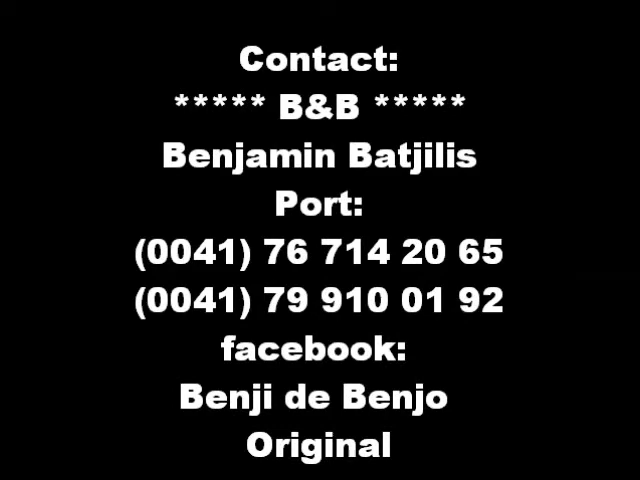 Contact:
***** B&B *****
Benjamin Batjilis
Port:
(0041) 76 714 20 65
(0041) 79 910 01 92
facebook:
Benji de Benjo
Original